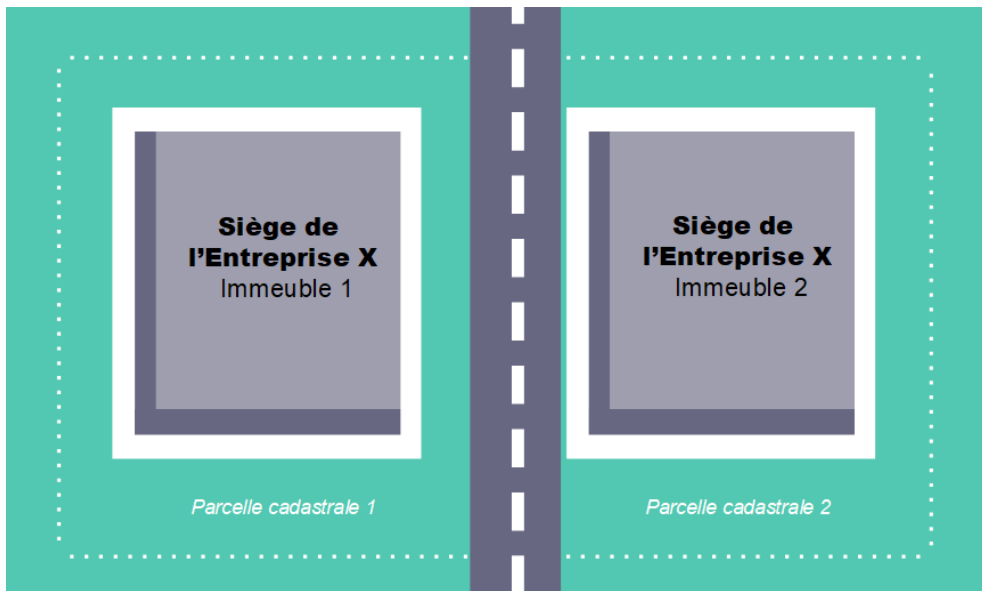 Siège de
l'Entreprise X
Immeuble 1
Parcelle cadastrale 1
Siège de
l'Entreprise X
Immeuble 2
Parcelle cadastrale 2